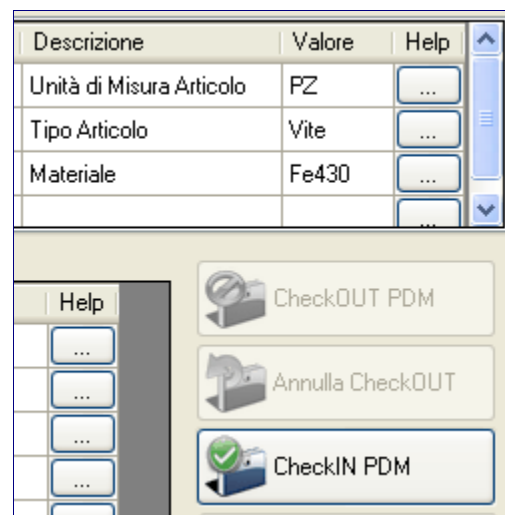 Descrizione Valore Help
Unità di Misura Articolo PZ ...
Tipo Articolo Vite ...
Materiale Fe430 ...
...
Help
CheckOUT PDM
...
Annulla CheckOUT
...
...
CheckIN PDM
...